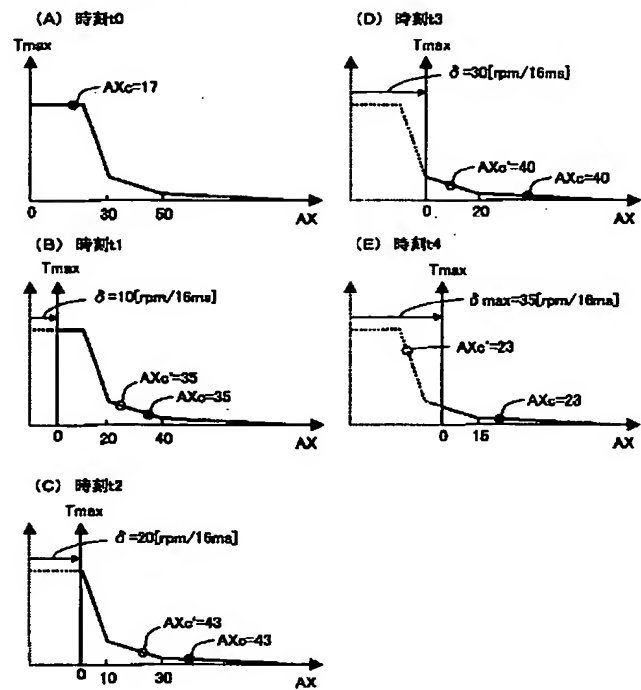 (A) 時刻t0
Tmax
AXc=17
0 30 50 AX
(B) 時刻t1
Tmax
δ=10[rpm/16ms]
AXc'=35
AXc=35
0 20 40 AX
(C) 時刻t2
Tmax
δ=20[rpm/16ms]
AXc'=43
AXc=43
0 10 30 AX
(D) 時刻t3
Tmax
δ=30[rpm/16ms]
AXc'=40
AXc=40
0 20 AX
(E) 時刻t4
Tmax
δmax=35[rpm/16ms]
AXc'=23
AXc=23
0 15 AX